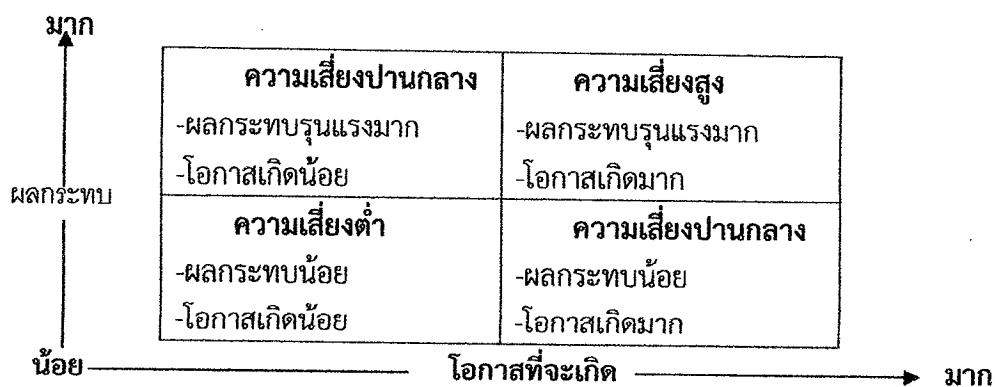 มาก
ความเสี่ยงปานกลาง
-ผลกระทบรุนแรงมาก
-โอกาสเกิดน้อย
ความเสี่ยงสูง
-ผลกระทบรุนแรงมาก
-โอกาสเกิดมาก
ผลกระทบ
ความเสี่ยงต่ำ
-ผลกระทบน้อย
-โอกาสเกิดน้อย
ความเสี่ยงปานกลาง
-ผลกระทบน้อย
-โอกาสเกิดมาก
น้อย โอกาสที่จะเกิด มาก